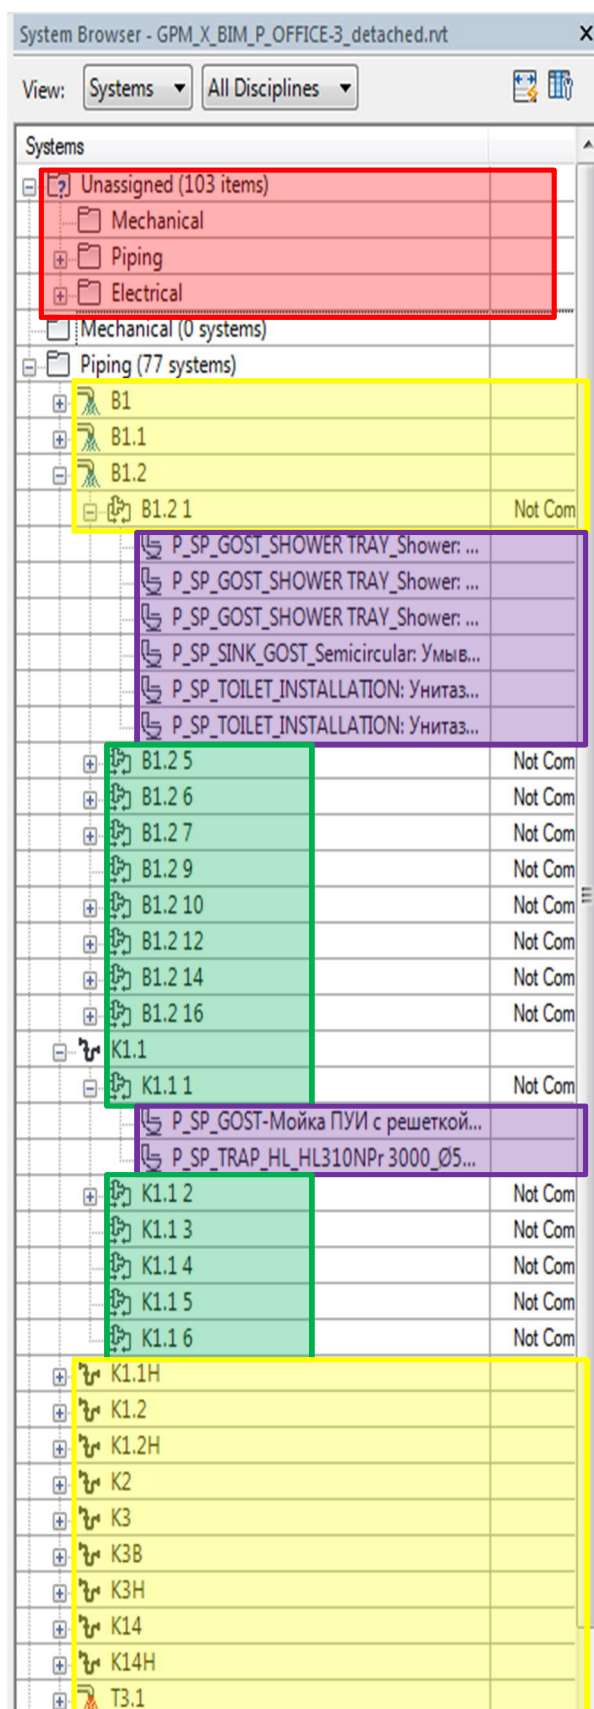 System Browser - GPM_X_BIM_P_OFFICE-3_detached.rvt X
View: Systems All Disciplines
Systems
Unassigned (103 items)
Mechanical
Piping
Electrical
Mechanical (0 systems)
Piping (77 systems)
B1
B1.1
B1.2
B1.2 1 Not Com
P_SP_GOST_SHOWER TRAY_Shower: ...
P_SP_GOST_SHOWER TRAY_Shower: ...
P_SP_GOST_SHOWER TRAY_Shower: ...
P_SP_SINK_GOST_Semicircular: Умыв...
P_SP_TOILET_INSTALLATION: Унитаз...
P_SP_TOILET_INSTALLATION: Унитаз...
B1.2 5 Not Com
B1.2 6 Not Com
B1.2 7 Not Com
B1.2 9 Not Com
B1.2 10 Not Com
B1.2 12 Not Com
B1.2 14 Not Com
B1.2 16 Not Com
K1.1
K1.1 1 Not Com
P_SP_GOST-Мойка ПУИ с решеткой...
P_SP_TRAP_HL_HL310NPr 3000_Ø5...
K1.1 2 Not Com
K1.1 3 Not Com
K1.1 4 Not Com
K1.1 5 Not Com
K1.1 6 Not Com
K1.1H
K1.2
K1.2H
K2
K3
K3B
K3H
K14
K14H
T3.1